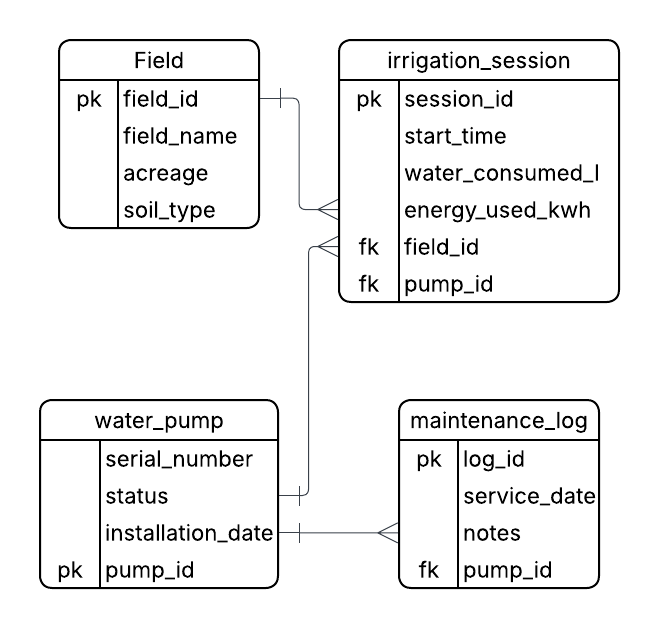 Field
pk field_id
field_name
acreage
soil_type
irrigation_session
pk session_id
start_time
water_consumed_l
energy_used_kwh
fk field_id
fk pump_id
water_pump
serial_number
status
installation_date
pk pump_id
maintenance_log
pk log_id
service_date
notes
fk pump_id